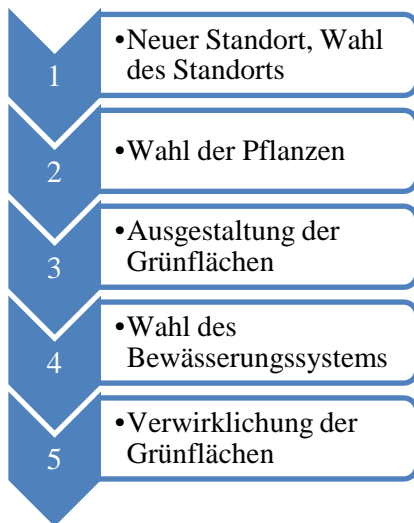 1
•Neuer Standort, Wahl
des Standorts
2
•Wahl der Pflanzen
3
•Ausgestaltung der
Grünflächen
4
•Wahl des
Bewässerungssystems
5
•Verwirklichung der
Grünflächen